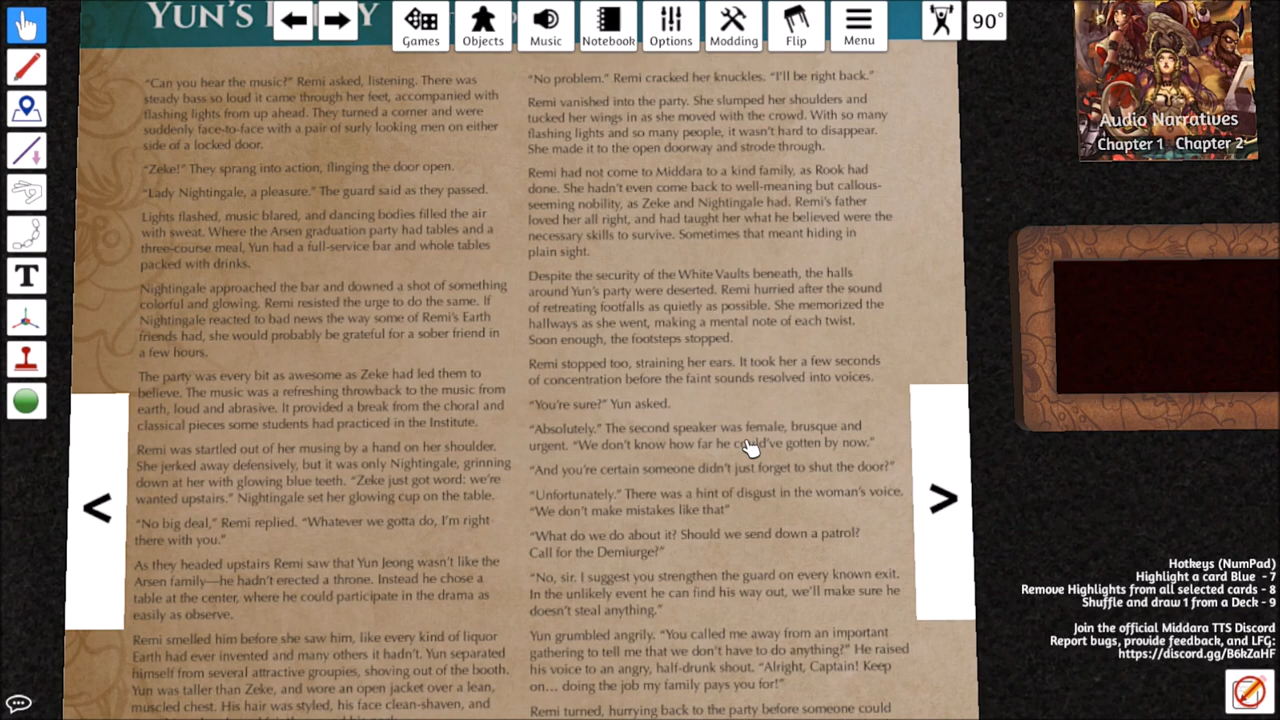 YUN'S
Games
Objects
Music
Notebook
Options
Modding
Flip
Menu
90°
Audio Narratives
Chapter 1 Chapter 2
"Can you hear the music?" Remi asked, listening. There was
steady bass so loud it came through her feet, accompanied with
flashing lights from up ahead. They turned a corner and were
suddenly face-to-face with a pair of surly looking men on either
side of a locked door.
"Zeke!" They sprang into action, flinging the door open.
"Lady Nightingale, a pleasure." The guard said as they passed.
Lights flashed, music blared, and dancing bodies filled the air
with sweat. Where the Arsen graduation party had tables and a
three-course meal, Yun had a full-service bar and whole tables
packed with drinks.
Nightingale approached the bar and downed a shot of something
colorful and glowing. Remi resisted the urge to do the same. If
Nightingale reacted to bad news the way some of Remi's Earth
friends had, she would probably be grateful for a sober friend in
a few hours.
The party was every bit as awesome as Zeke had led them to
believe. The music was a refreshing throwback to the music from
earth, loud and abrasive. It provided a break from the choral and
classical pieces some students had practiced in the Institute.
Remi was startled out of her musing by a hand on her shoulder.
She jerked away defensively, but it was only Nightingale, grinning
down at her with glowing blue teeth. "Zeke just got word: we're
wanted upstairs." Nightingale set her glowing cup on the table.
"No big deal," Remi replied. "Whatever we gotta do, I'm right
there with you."
As they headed upstairs Remi saw that Yun Jeong wasn't like the
Arsen family—he hadn't erected a throne. Instead he chose a
table at the center, where he could participate in the drama as
easily as observe.
Remi smelled him before she saw him, like every kind of liquor
Earth had ever invented and many others it hadn't. Yun separated
himself from several attractive groupies, shoving out of the booth.
Yun was taller than Zeke, and wore an open jacket over a lean,
muscled chest. His hair was styled, his face clean-shaven, and
"No problem." Remi cracked her knuckles. "I'll be right back."
Remi vanished into the party. She slumped her shoulders and
tucked her wings in as she moved with the crowd. With so many
flashing lights and so many people, it wasn't hard to disappear.
She made it to the open doorway and strode through.
Remi had not come to Middara to a kind family, as Rook had
done. She hadn't even come back to well-meaning but callous-
seeming nobility, as Zeke and Nightingale had. Remi's father
loved her all right, and had taught her what he believed were the
necessary skills to survive. Sometimes that meant hiding in
plain sight.
Despite the security of the White Vaults beneath, the halls
around Yun's party were deserted. Remi hurried after the sound
of retreating footfalls as quietly as possible. She memorized the
hallways as she went, making a mental note of each twist.
Soon enough, the footsteps stopped.
Remi stopped too, straining her ears. It took her a few seconds
of concentration before the faint sounds resolved into voices.
"You're sure?" Yun asked.
"Absolutely." The second speaker was female, brusque and
urgent. "We don't know how far he could've gotten by now."
"And you're certain someone didn't just forget to shut the door?"
"Unfortunately." There was a hint of disgust in the woman's voice.
"We don't make mistakes like that"
"What do we do about it? Should we send down a patrol?
Call for the Demiurge?"
"No, sir. I suggest you strengthen the guard on every known exit.
In the unlikely event he can find his way out, we'll make sure he
doesn't steal anything."
Yun grumbled angrily. "You called me away from an important
gathering to tell me that we don't have to do anything?" He raised
his voice to an angry, half-drunk shout. "Alright, Captain! Keep
on... doing the job my family pays you for!"
Remi turned, hurrying back to the party before someone could
<
>
T
Hotkeys (NumPad)
Highlight a card Blue - 7
Remove Highlights from all selected cards - 8
Shuffle and draw 1 from a Deck - 9
Join the official Middara TTS Discord
Report bugs, provide feedback, and LFG:
https://discord.gg/B6kZaHF